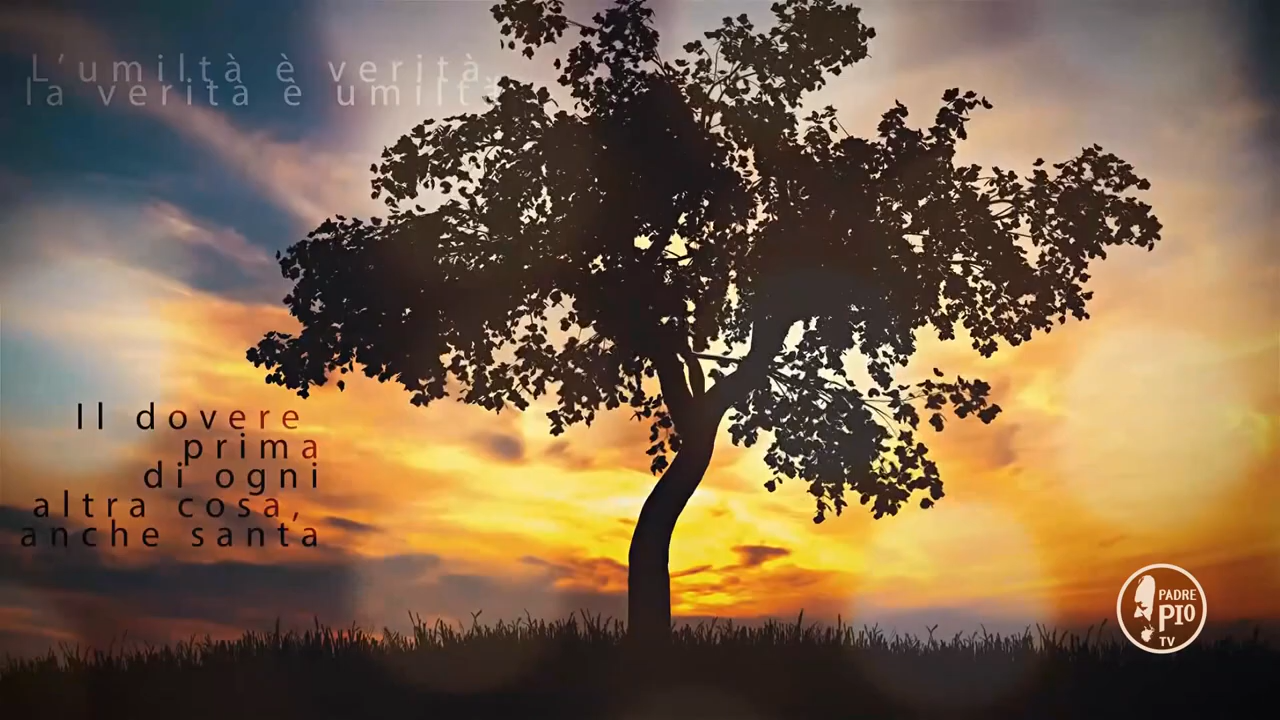 L'umiltà è verità,
la verità è umiltà
Il dovere
prima
di ogni
altra cosa,
anche santa
PADRE
PIO
TV